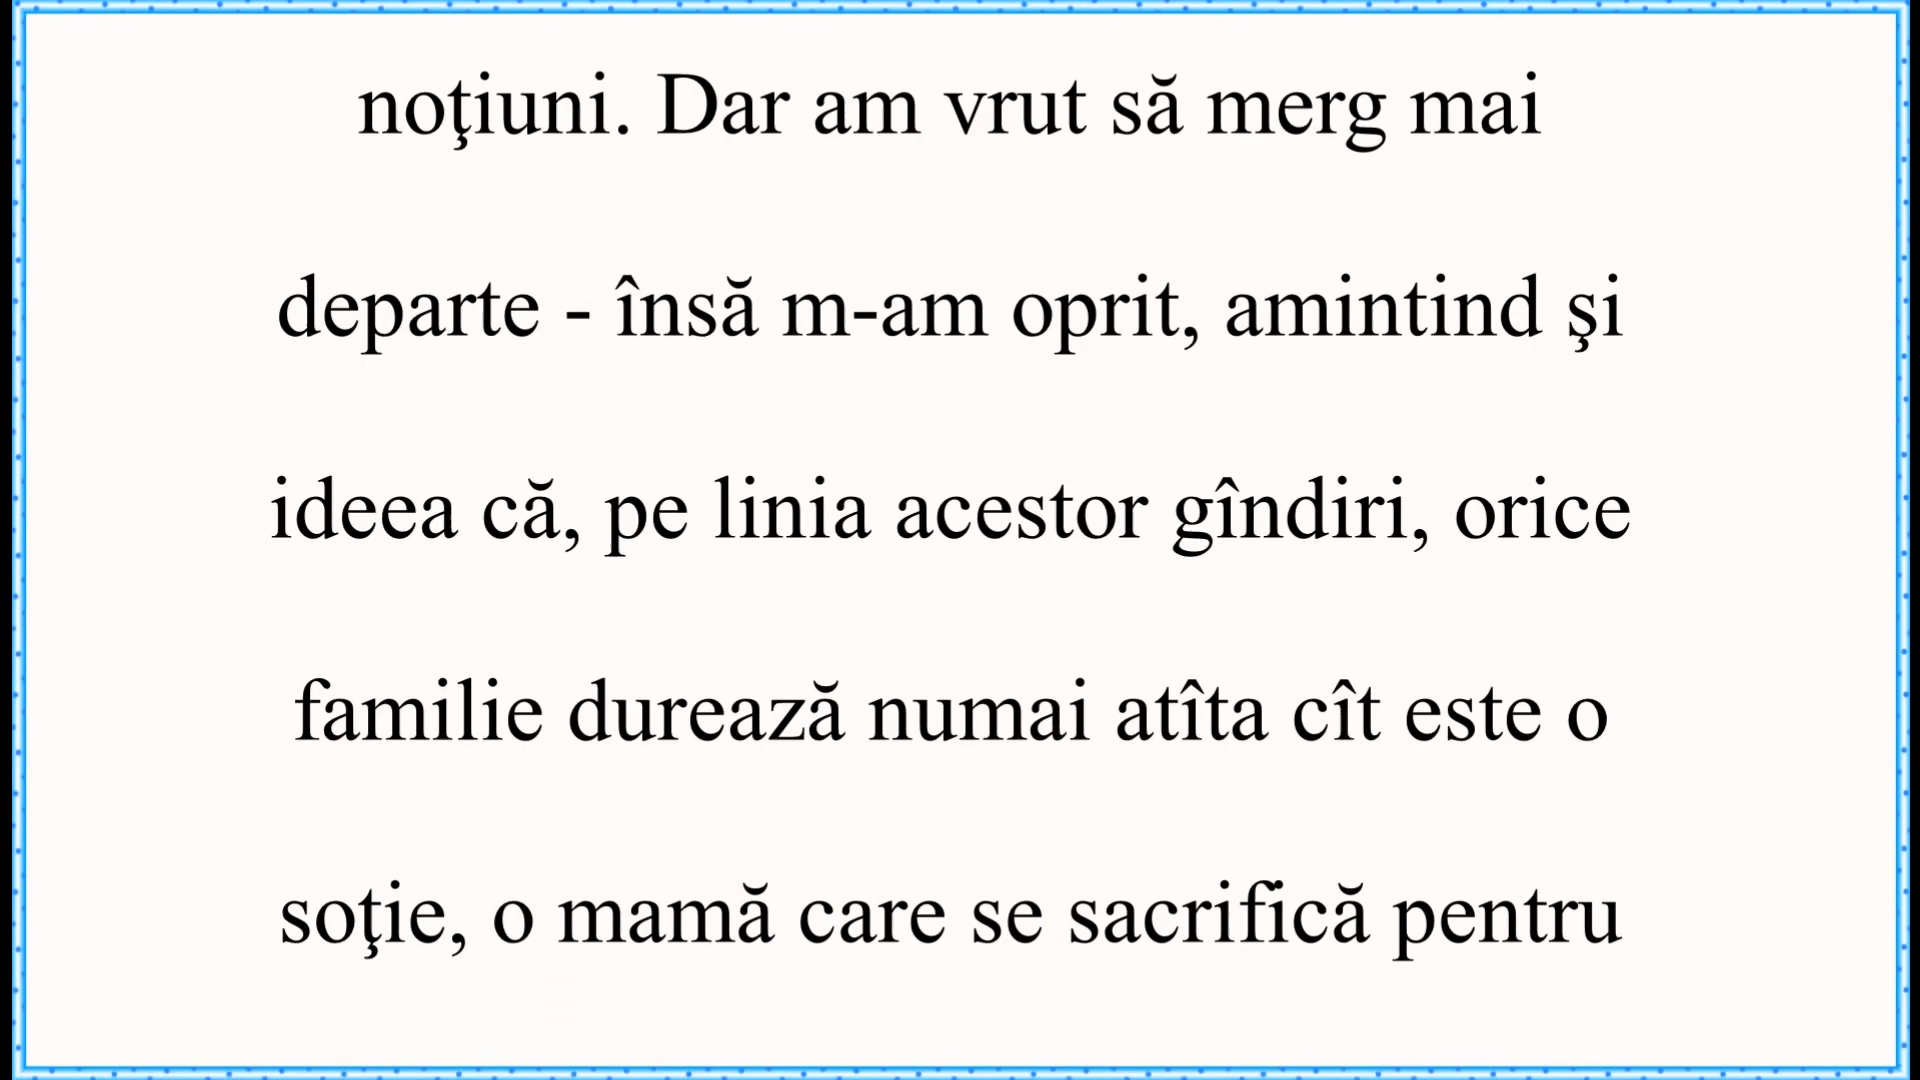 noţiuni. Dar am vrut să merg mai
departe - însă m-am oprit, amintind şi
ideea că, pe linia acestor gîndiri, orice
familie durează numai atîta cît este o
soţie, o mamă care se sacrifică pentru